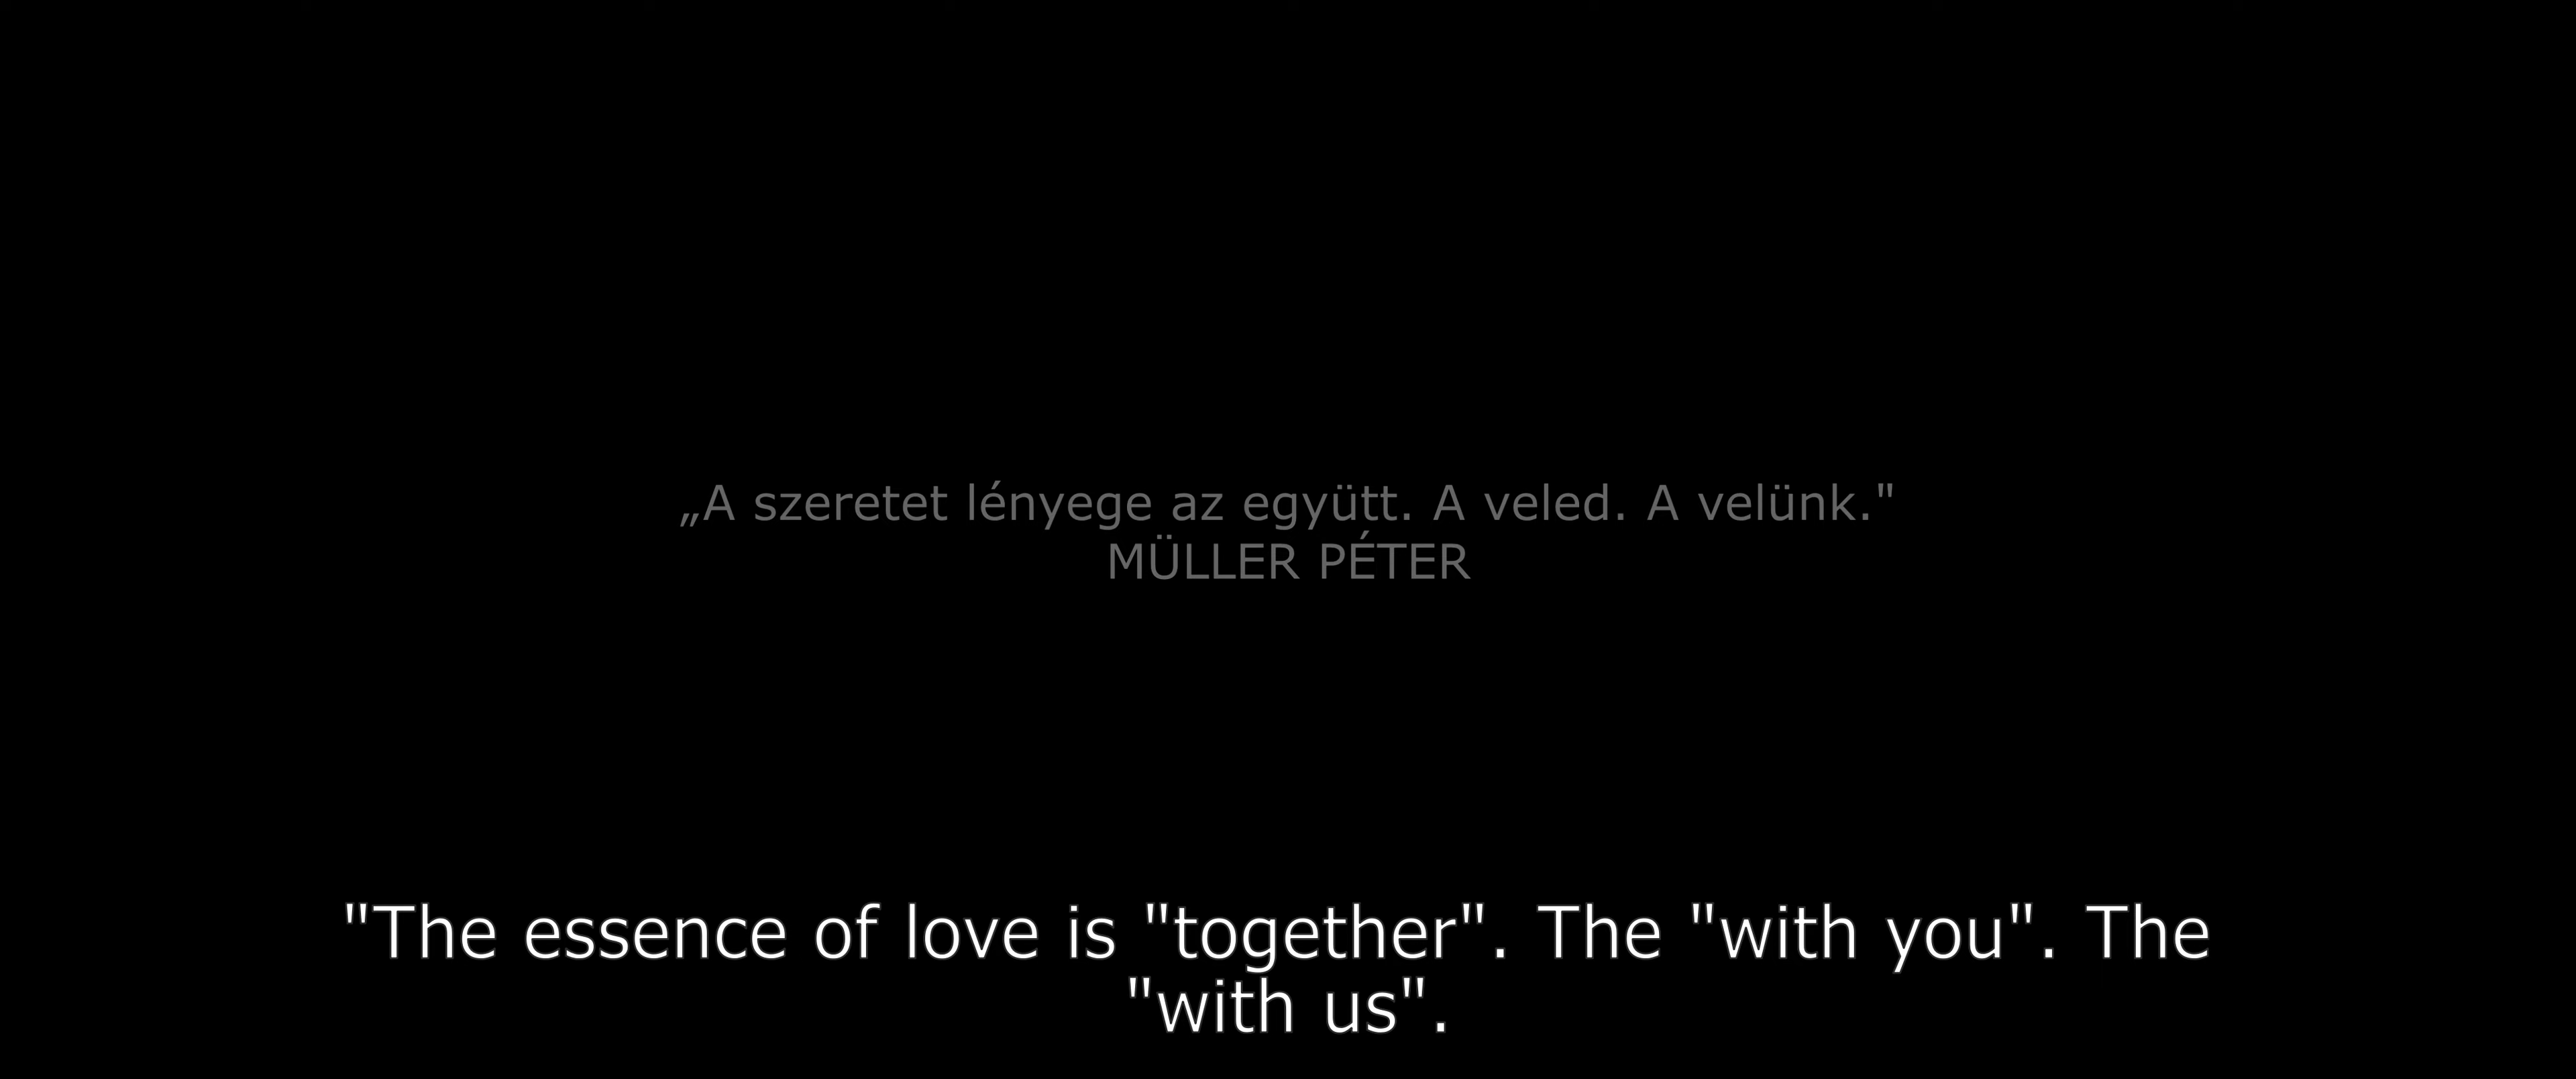 „A szeretet lényege az együtt. A veled. A velünk."
MÜLLER PÉTER
"The essence of love is "together". The "with you". The
"with us".